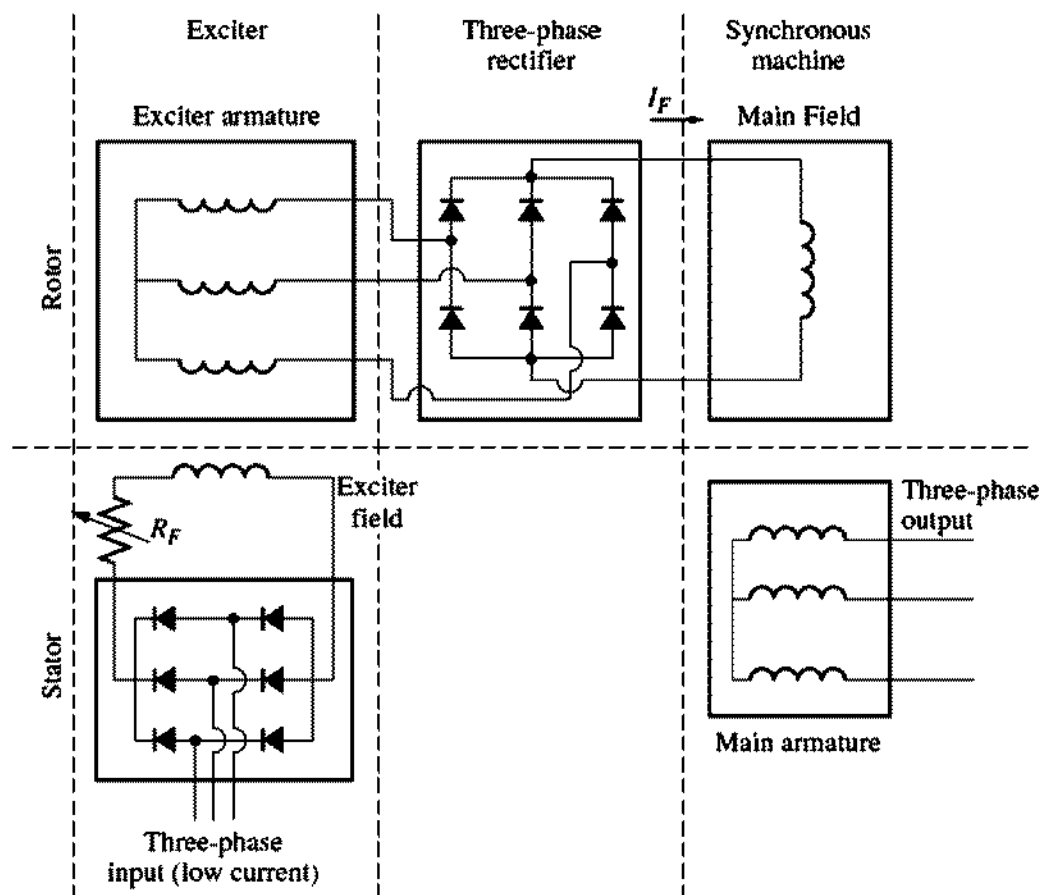 Exciter
Three-phase
rectifier
Synchronous
machine
Exciter armature
I_F
Main Field
Rotor
Exciter
field
R_F
Three-phase
output
Stator
Main armature
Three-phase
input (low current)